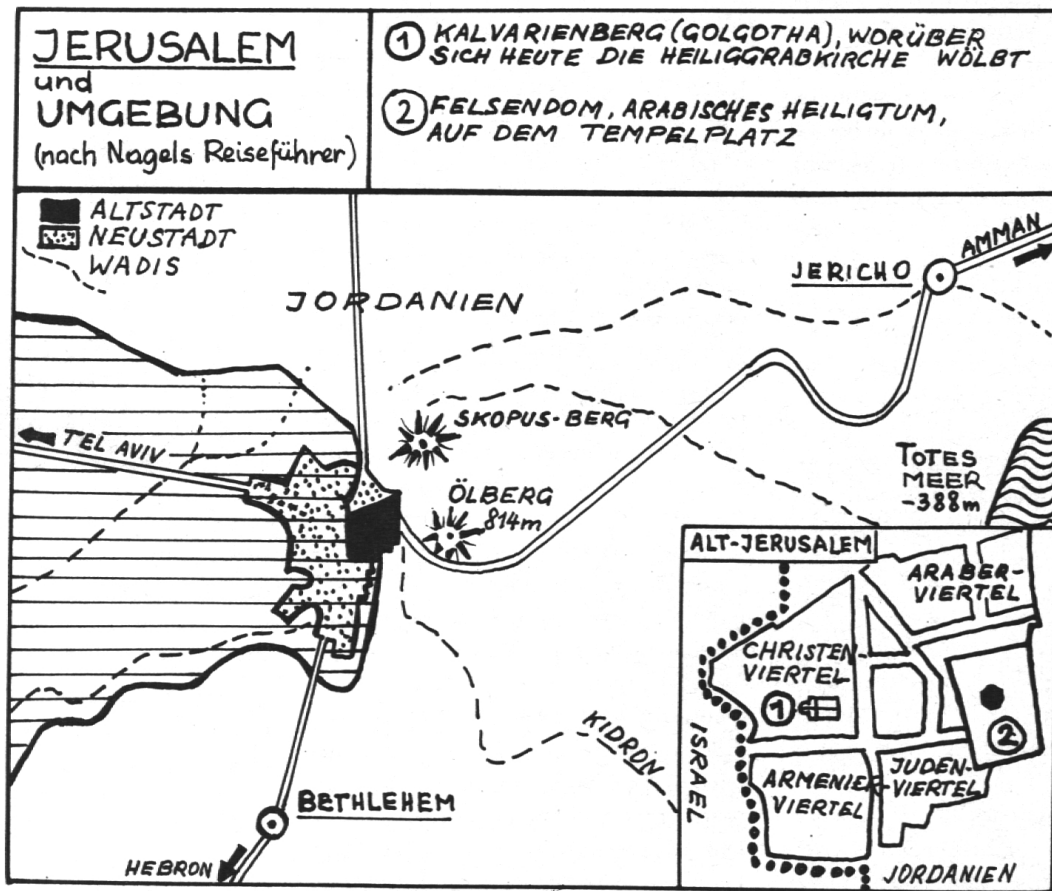 JERUSALEM
und
UMGEBUNG
(nach Nagels Reiseführer)
1 KALVARIENBERG (GOLGOTHA), WORÜBER
SICH HEUTE DIE HEILIGGRABKIRCHE WÖLBT
2 FELSENDOM, ARABISCHES HEILIGTUM,
AUF DEM TEMPELPLATZ
ALTSTADT
NEUSTADT
WADIS
JORDANIEN
AMMAN
JERICHO
SKOPUS-BERG
TEL AVIV
ÖLBERG
814m
TOTES
MEER
-388m
KIDRON
BETHLEHEM
HEBRON
ALT-JERUSALEM
ARABER-
VIERTEL
CHRISTEN-
VIERTEL
1
2
ISRAEL
ARMENIER-
VIERTEL
JUDEN-
VIERTEL
JORDANIEN